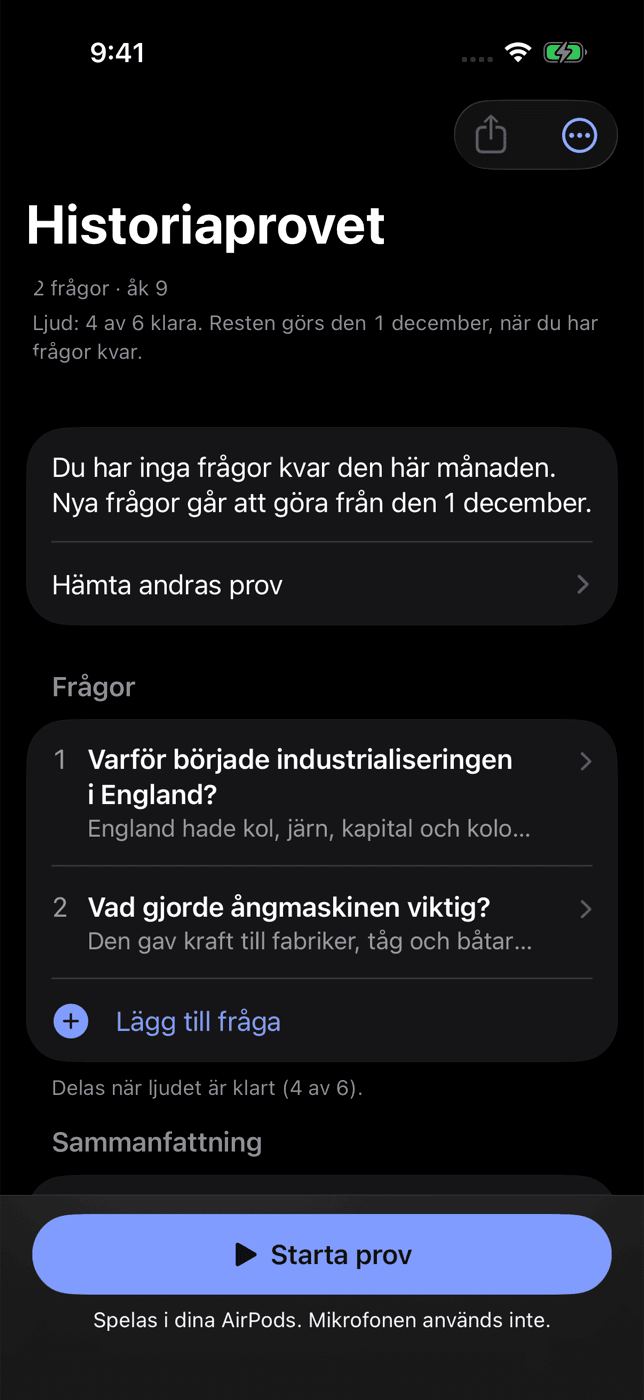 9:41
Historiaprovet
2 frågor · åk 9
Ljud: 4 av 6 klara. Resten görs den 1 december, när du har
frågor kvar.
Du har inga frågor kvar den här månaden.
Nya frågor går att göra från den 1 december.
Hämta andras prov
Frågor
1 Varför började industrialiseringen
i England?
England hade kol, järn, kapital och kolo...
2 Vad gjorde ångmaskinen viktig?
Den gav kraft till fabriker, tåg och båtar...
Lägg till fråga
Delas när ljudet är klart (4 av 6).
Sammanfattning
Starta prov
Spelas i dina AirPods. Mikrofonen används inte.